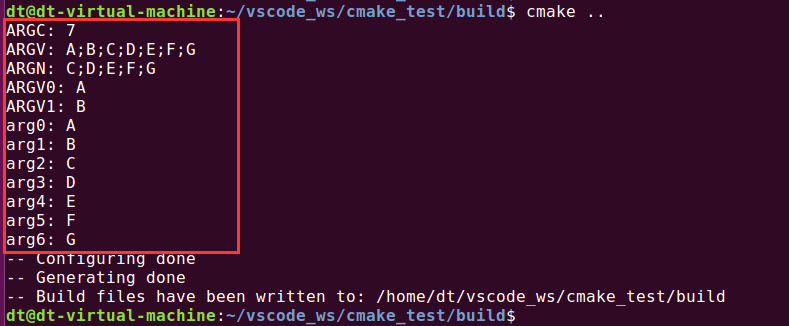 dt@dt-virtual-machine:~/vscode_ws/cmake_test/build$ cmake ..
ARGC: 7
ARGV: A;B;C;D;E;F;G
ARGN: C;D;E;F;G
ARGV0: A
ARGV1: B
arg0: A
arg1: B
arg2: C
arg3: D
arg4: E
arg5: F
arg6: G
-- Configuring done
-- Generating done
-- Build files have been written to: /home/dt/vscode_ws/cmake_test/build
dt@dt-virtual-machine:~/vscode_ws/cmake_test/build$